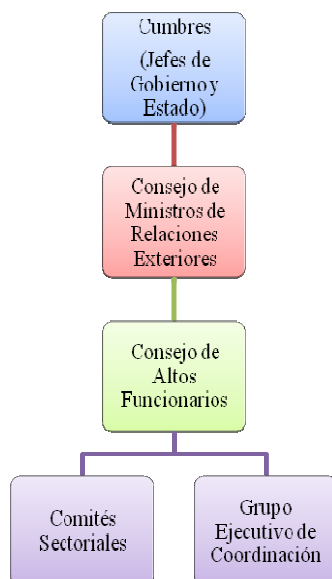 Cumbres
(Jefes de
Gobierno y
Estado)
Consejo de
Ministros de
Relaciones
Exteriores
Consejo de
Altos
Funcionarios
Comités
Sectoriales
Grupo
Ejecutivo de
Coordinación